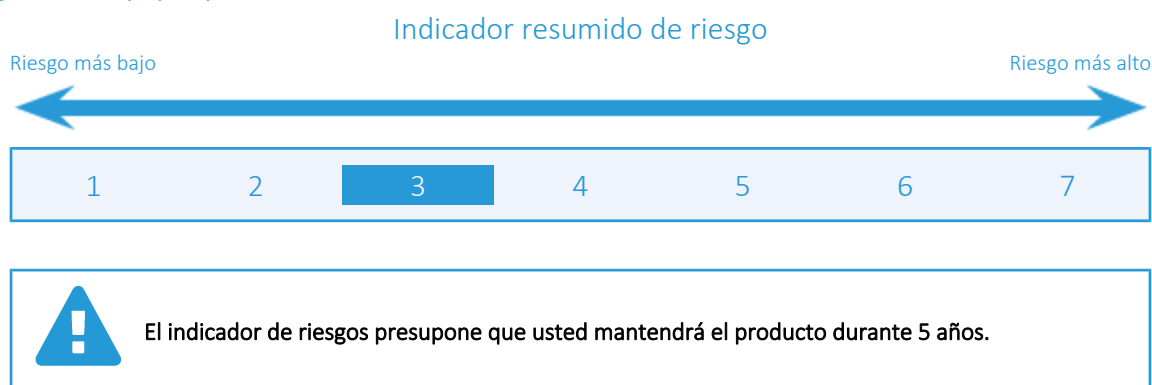 Indicador resumido de riesgo
Riesgo más bajo Riesgo más alto
1 2 3 4 5 6 7
El indicador de riesgos presupone que usted mantendrá el producto durante 5 años.